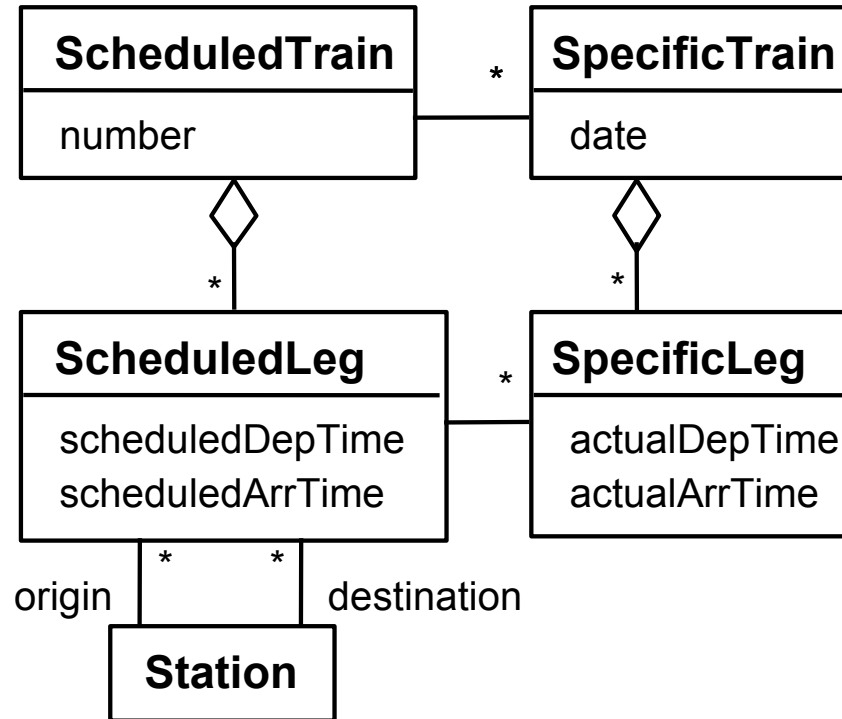 ScheduledTrain
number
*
SpecificTrain
date
*
*
ScheduledLeg
scheduledDepTime
scheduledArrTime
*
SpecificLeg
actualDepTime
actualArrTime
* *
origin destination
Station